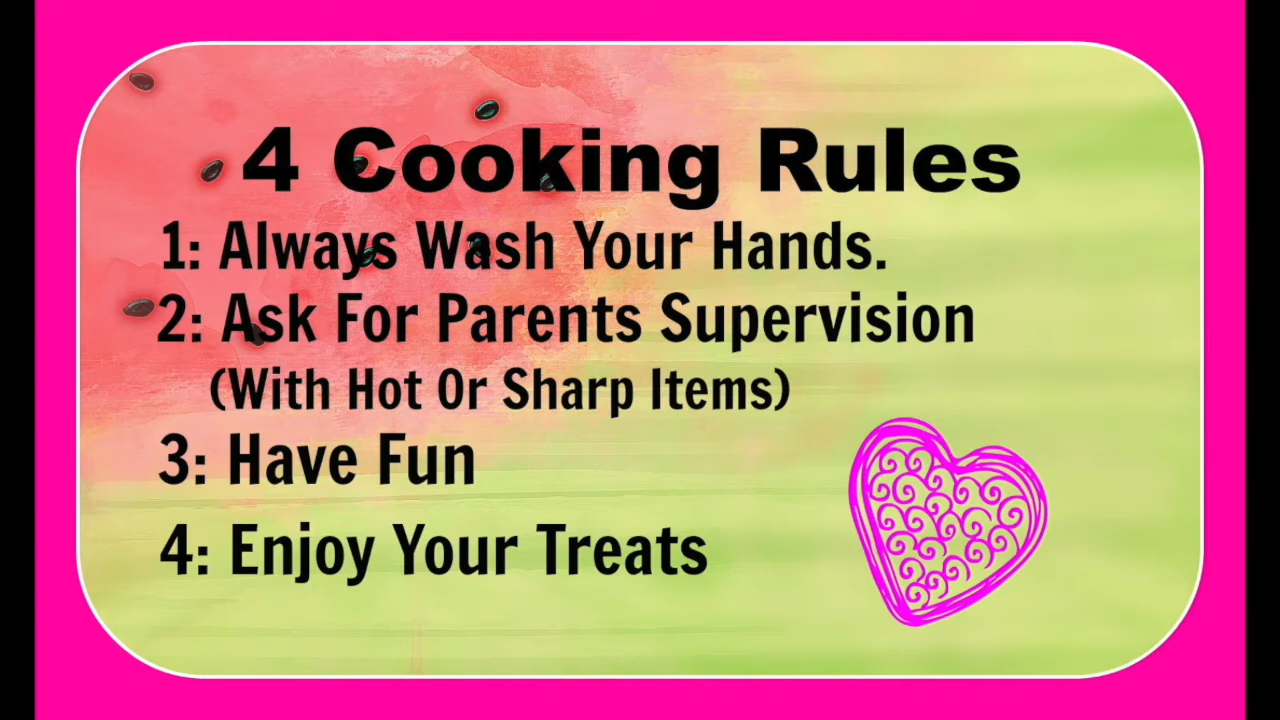 4 Cooking Rules
1: Always Wash Your Hands.
2: Ask For Parents Supervision
(With Hot Or Sharp Items)
3: Have Fun
4: Enjoy Your Treats